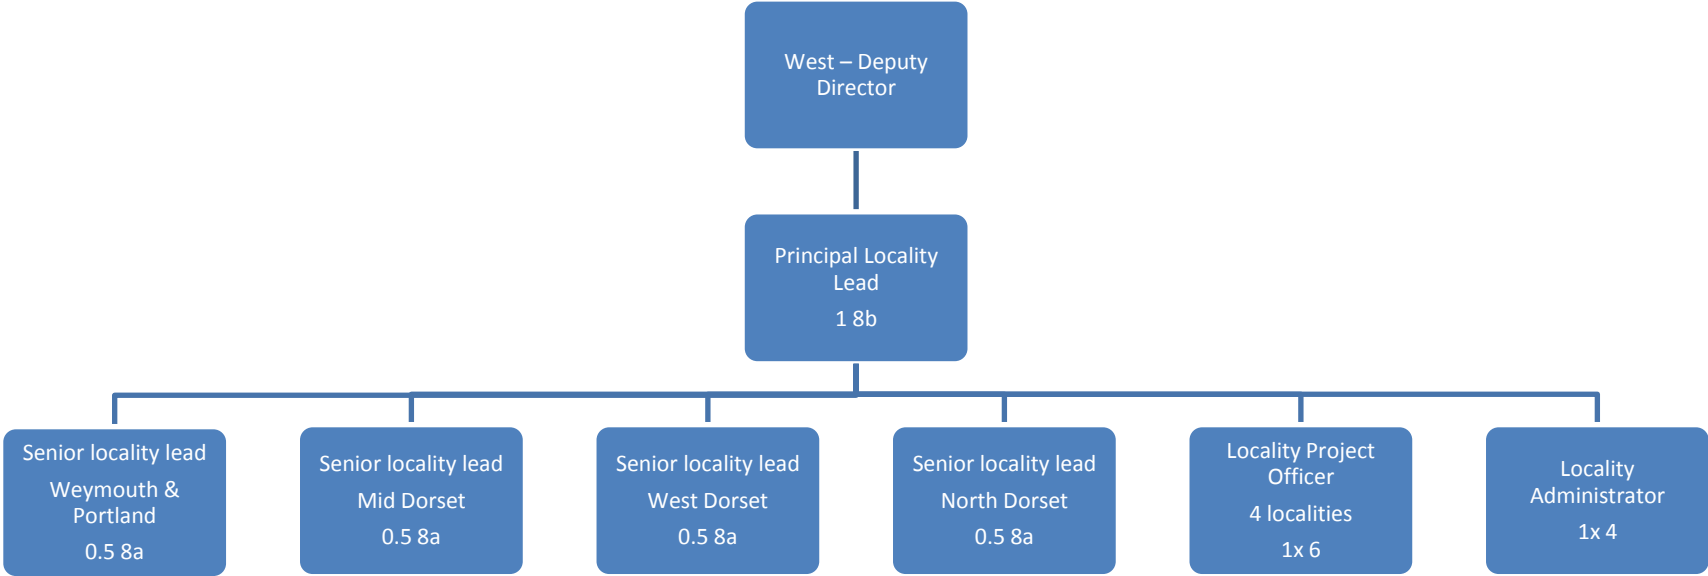 West – Deputy
Director
Principal Locality
Lead
1 8b
Senior locality lead
Weymouth &
Portland
0.5 8a
Senior locality lead
Mid Dorset
0.5 8a
Senior locality lead
West Dorset
0.5 8a
Senior locality lead
North Dorset
0.5 8a
Locality Project
Officer
4 localities
1x 6
Locality
Administrator
1x 4